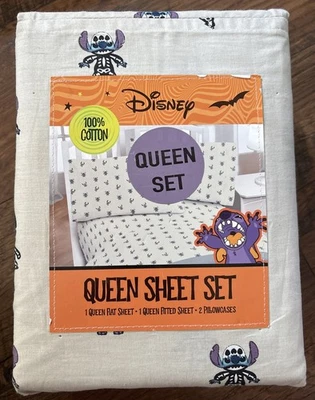 Disney
100%
COTTON
QUEEN
SET
QUEEN SHEET SET
1 QUEEN FLAT SHEET • 1 QUEEN FITTED SHEET • 2 PILLOWCASES